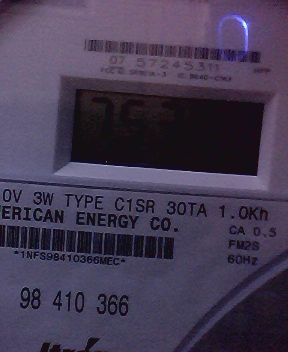 07 57245311
0V 3W TYPE C1SR 30TA 1.0Kh
ERICAN ENERGY CO.
CA 0.5
FM2S
60Hz
*1NFS98410366MEC*
98 410 366